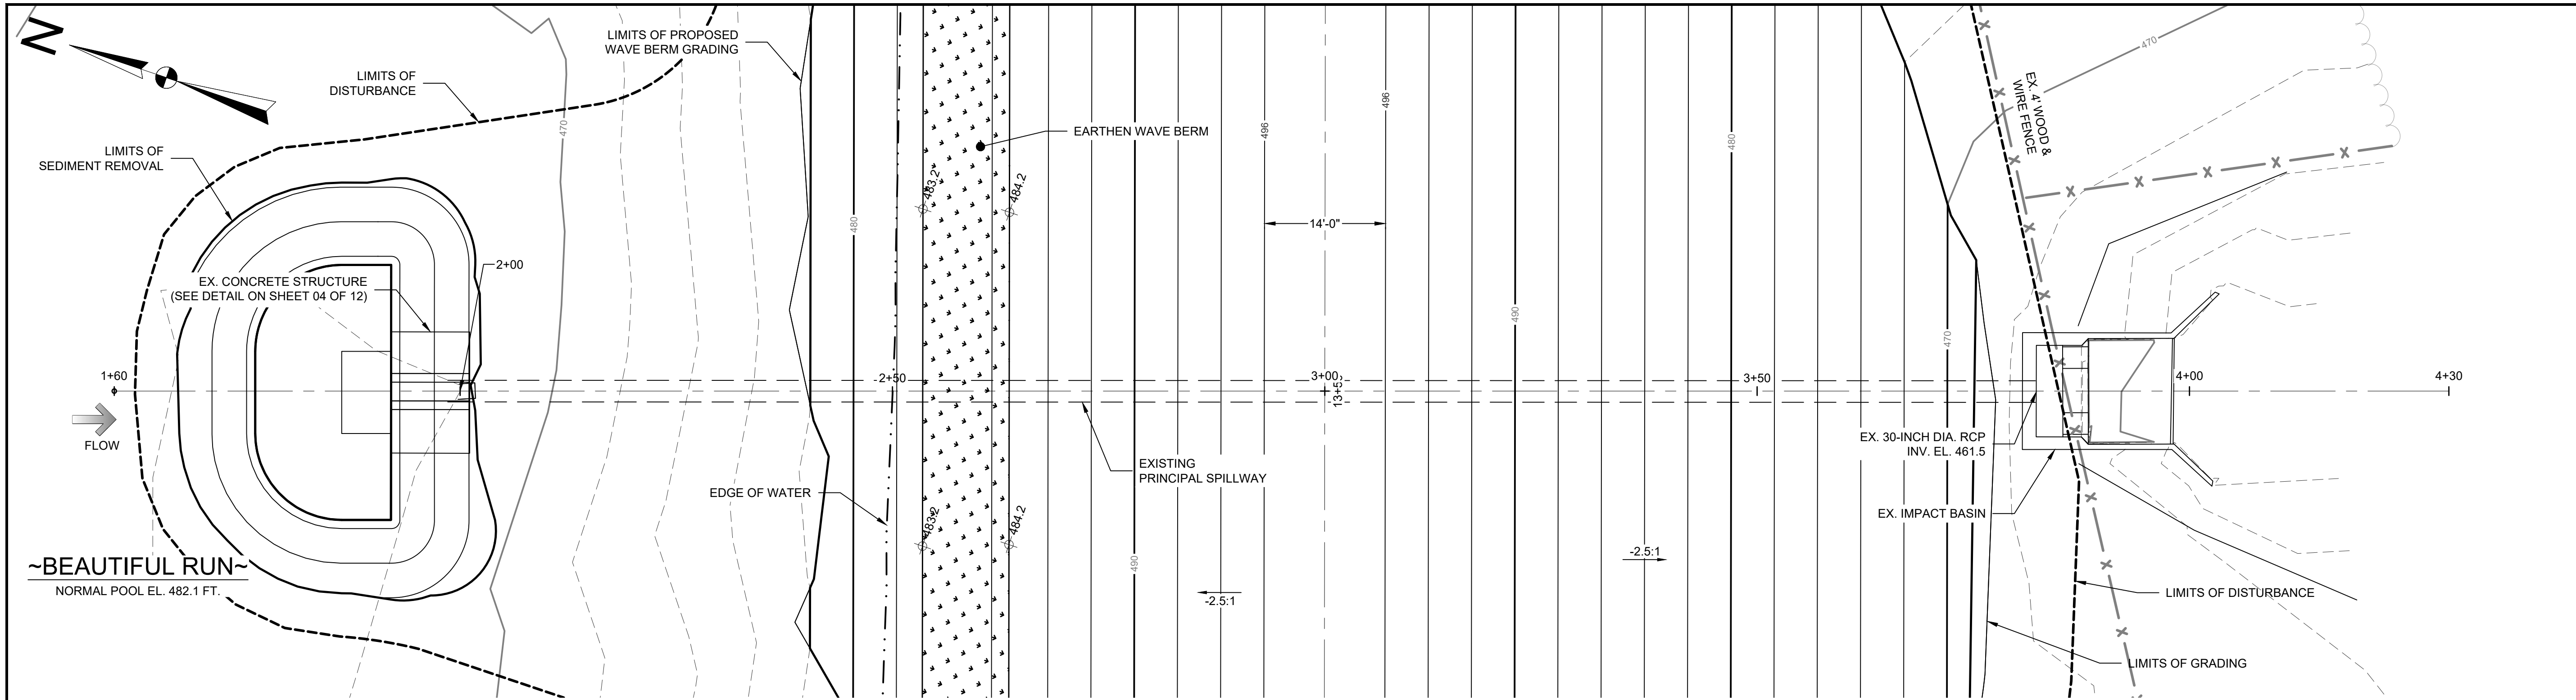 N
LIMITS OF PROPOSED
WAVE BERM GRADING
LIMITS OF
DISTURBANCE
LIMITS OF
SEDIMENT REMOVAL
470
EARTHEN WAVE BERM
496
496
480
470
EX. 4' WOOD &
WIRE FENCE
483.2
484.2
480
14'-0"
2+00
EX. CONCRETE STRUCTURE
(SEE DETAIL ON SHEET 04 OF 12)
490
470
1+60
2+50
3+00
3+50
4+00
4+30
FLOW
EX. 30-INCH DIA. RCP
INV. EL. 461.5
EXISTING
PRINCIPAL SPILLWAY
EDGE OF WATER
EX. IMPACT BASIN
483.2
484.2
490
-2.5:1
-2.5:1
~BEAUTIFUL RUN~
NORMAL POOL EL. 482.1 FT.
LIMITS OF DISTURBANCE
LIMITS OF GRADING